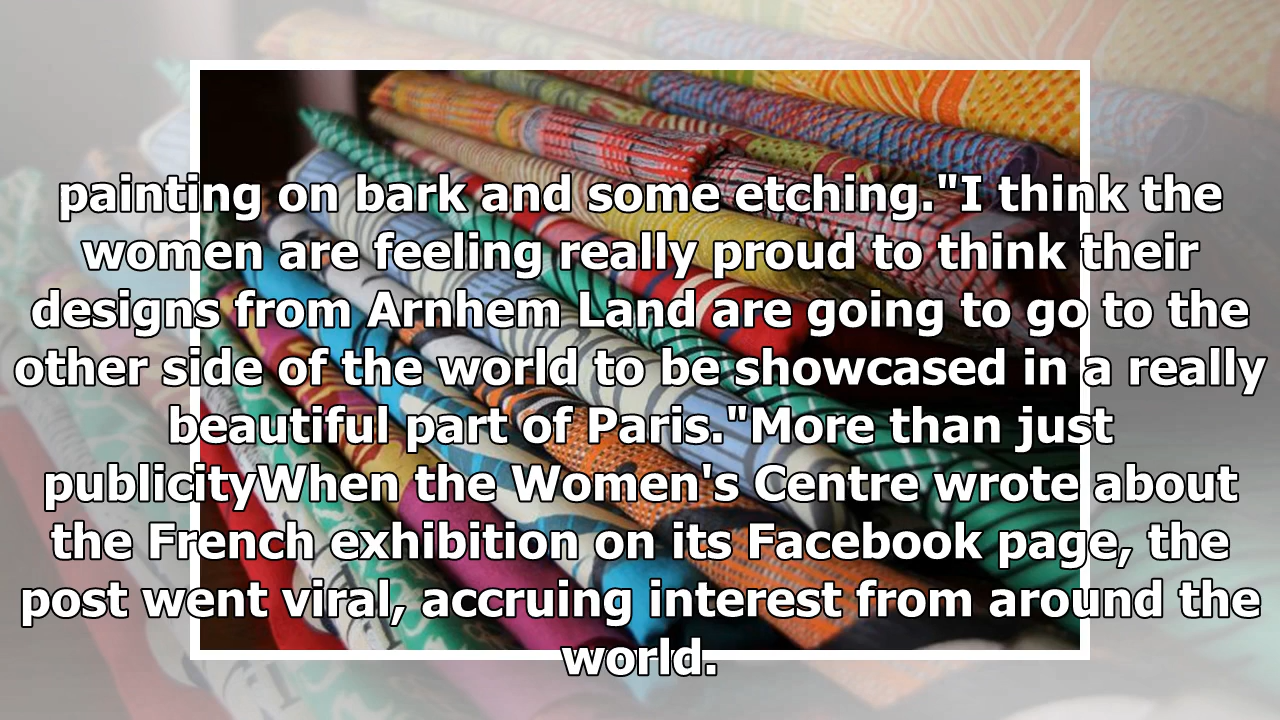 painting on bark and some etching."I think the
women are feeling really proud to think their
designs from Arnhem Land are going to go to the
other side of the world to be showcased in a really
beautiful part of Paris."More than just
publicityWhen the Women's Centre wrote about
the French exhibition on its Facebook page, the
post went viral, accruing interest from around the
world.